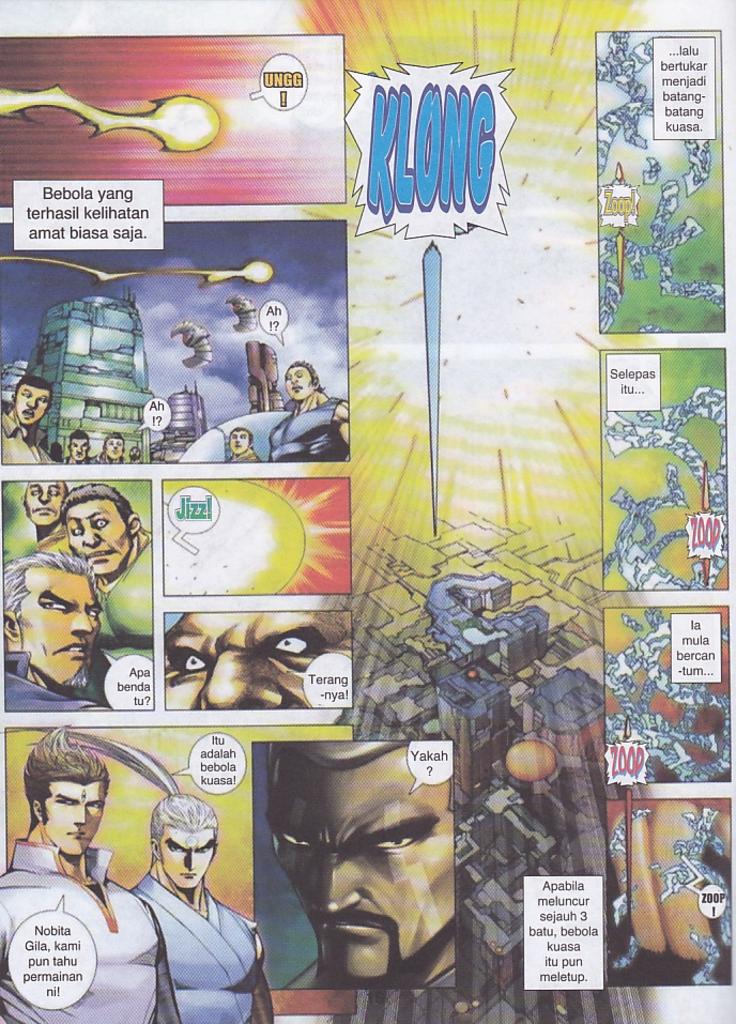 UNGG
!
Bebola yang
terhasil kelihatan
amat biasa saja.
Ah
!?
Ah
!?
Apa
benda
tu?
Jizz!
Terang
-nya!
Itu
adalah
bebola
kuasa!
Nobita
Gila, kami
pun tahu
permainan
ni!
Yakah
?
KLONG
Apabila
meluncur
sejauh 3
batu, bebola
kuasa
itu pun
meletup.
...lalu
bertukar
menjadi
batang-
batang
kuasa.
Zoop!
Selepas
itu...
ZOOP
Ia
mula
bercan
-tum...
ZOOP
ZOOP
!